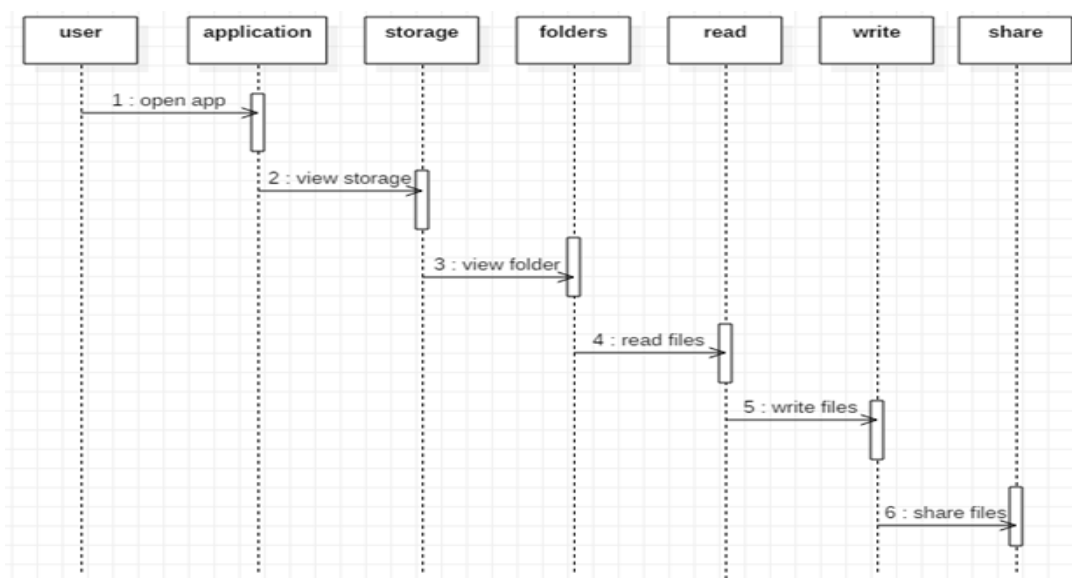 user
application
storage
folders
read
write
share
1 : open app
2 : view storage
3 : view folder
4 : read files
5 : write files
6 : share files